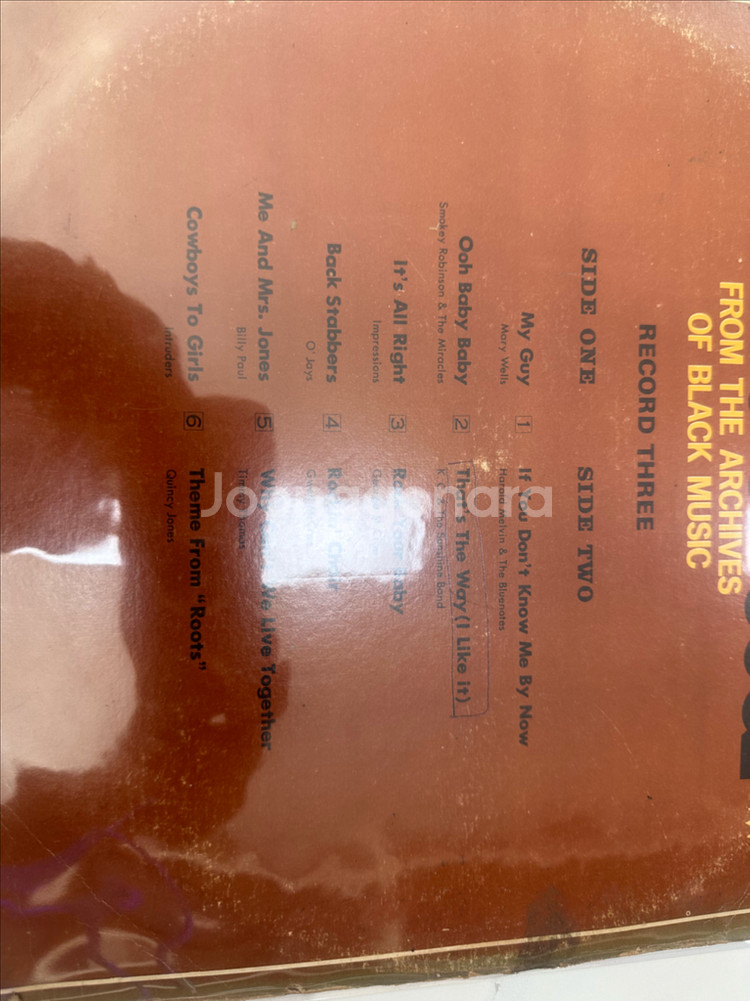 FROM THE ARCHIVES
OF BLACK MUSIC
RECORD THREE
SIDE ONE
My Guy 1
Mary Wells
Ooh Baby Baby 2
Smokey Robinson & The Miracles
It's All Right 3
Impressions
Back Stabbers 4
O'Jays
Me And Mrs. Jones 5
Billy Paul
Cowboys To Girls 6
Intruders
SIDE TWO
If You Don't Know Me By Now
Harold Melvin & The Bluenotes
That's The Way (I Like it)
The Sunshine Band
Baby
We Live Together
Theme From "Roots"
Quincy Jones
Joonggonara